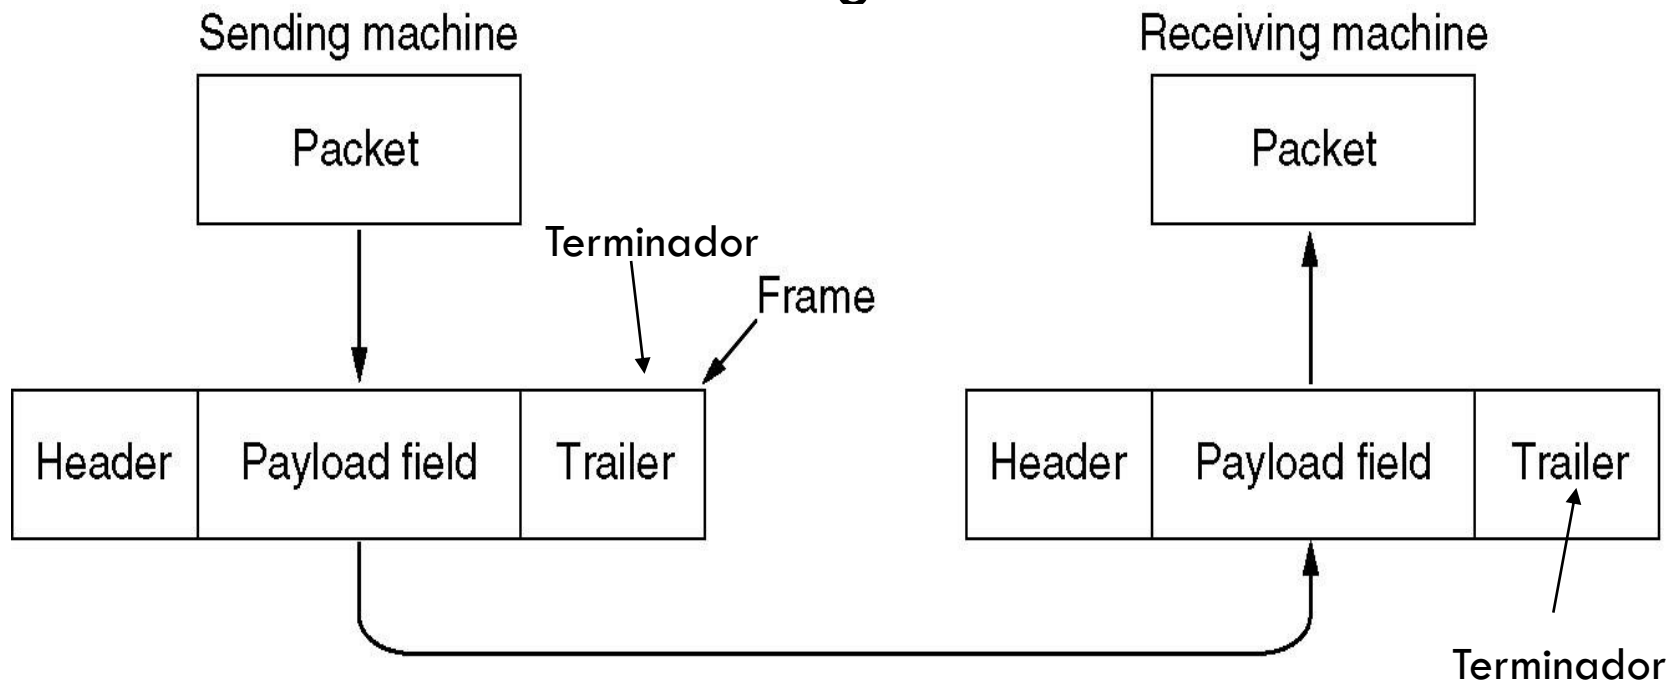 Sending machine
Receiving machine
Packet
Packet
Terminador
Frame
Header
Payload field
Trailer
Header
Payload field
Trailer
Terminador